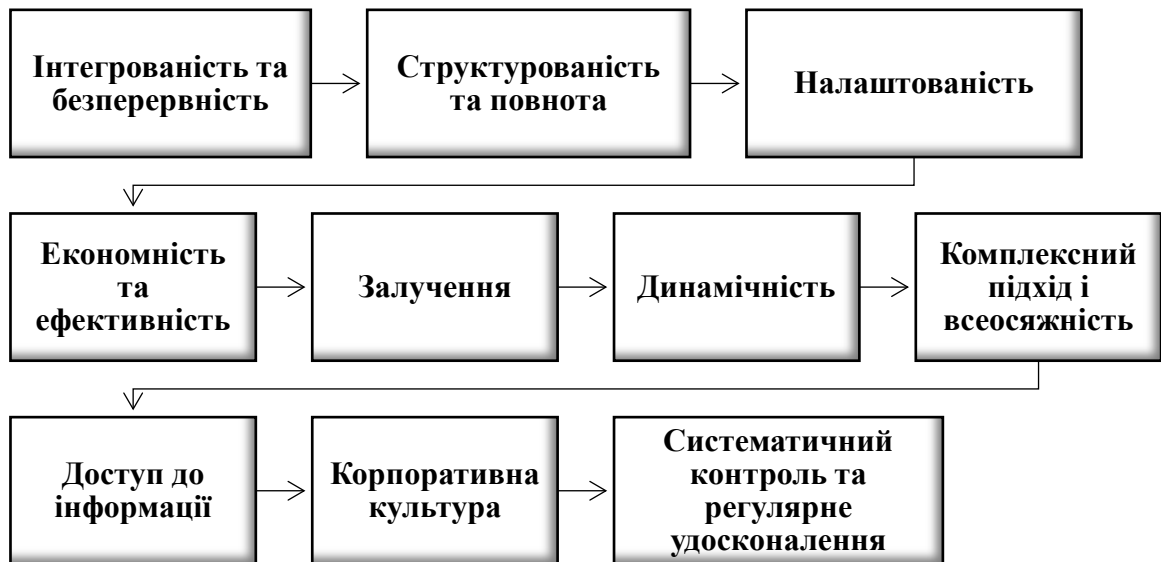 Інтегрованість та
безперервність
Структурованість
та повнота
Налаштованість
Економність
та
ефективність
Залучення
Динамічність
Комплексний
підхід і
всеосяжність
Доступ до
інформації
Корпоративна
культура
Систематичний
контроль та
регулярне
удосконалення